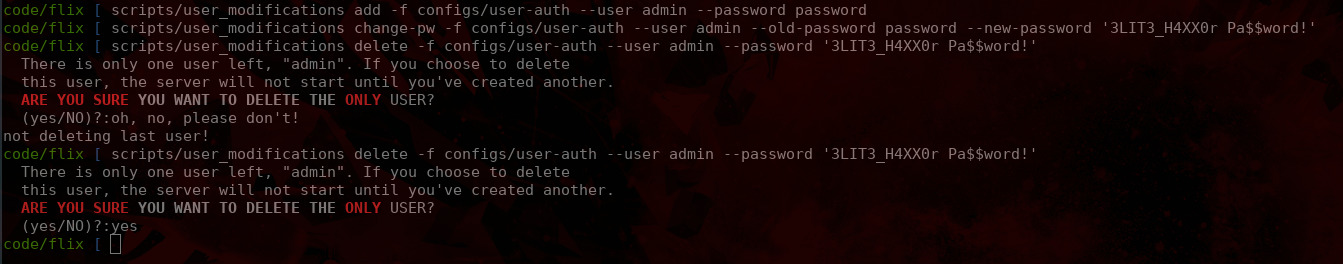 code/flix [ scripts/user_modifications add -f configs/user-auth --user admin --password password
code/flix [ scripts/user_modifications change-pw -f configs/user-auth --user admin --old-password password --new-password '3LIT3_H4XX0r Pa$$word!'
code/flix [ scripts/user_modifications delete -f configs/user-auth --user admin --password '3LIT3_H4XX0r Pa$$word!'
There is only one user left, "admin". If you choose to delete
this user, the server will not start until you've created another.
ARE YOU SURE YOU WANT TO DELETE THE ONLY USER?
(yes/NO)?:oh, no, please don't!
not deleting last user!
code/flix [ scripts/user_modifications delete -f configs/user-auth --user admin --password '3LIT3_H4XX0r Pa$$word!'
There is only one user left, "admin". If you choose to delete
this user, the server will not start until you've created another.
ARE YOU SURE YOU WANT TO DELETE THE ONLY USER?
(yes/NO)?:yes
code/flix [